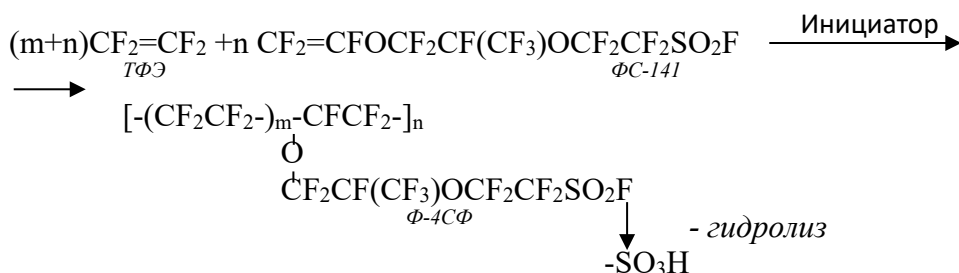 Инициатор
(m+n)CF₂=CF₂ +n CF₂=CFOCF₂CF(CF₃)OCF₂CF₂SO₂F
ТФЭ ФС-141
[-(CF₂CF₂-)ₘ-CFCF₂-]ₙ
O
CF₂CF(CF₃)OCF₂CF₂SO₂F
Ф-4СФ
- гидролиз
-SO₃H